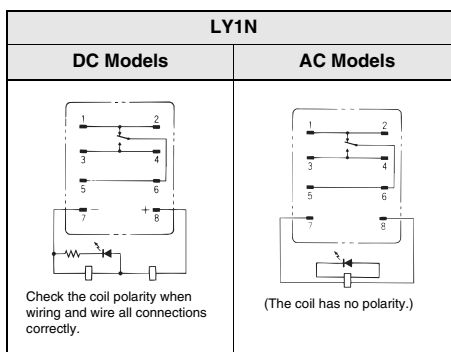 LY1N
DC Models
AC Models
1 2
3 4
5 6
7 − + 8
Check the coil polarity when
wiring and wire all connections
correctly.
1 2
3 4
5 6
7 8
(The coil has no polarity.)